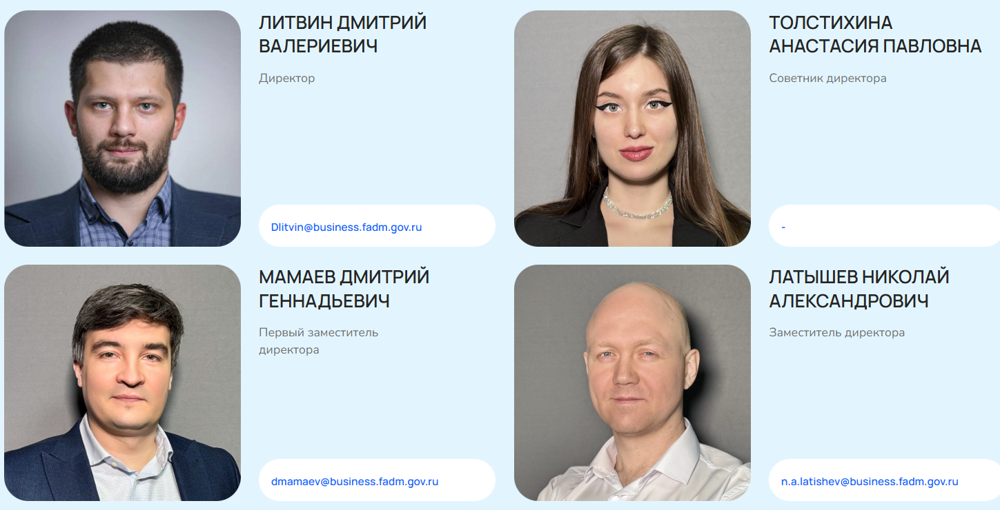 ЛИТВИН ДМИТРИЙ
ВАЛЕРИЕВИЧ
Директор
Dlitvin@business.fadm.gov.ru
ТОЛСТИХИНА
АНАСТАСИЯ ПАВЛОВНА
Советник директора
-
МАМАЕВ ДМИТРИЙ
ГЕННАДЬЕВИЧ
Первый заместитель
директора
dmamaev@business.fadm.gov.ru
ЛАТЫШЕВ НИКОЛАЙ
АЛЕКСАНДРОВИЧ
Заместитель директора
n.a.latishev@business.fadm.gov.ru